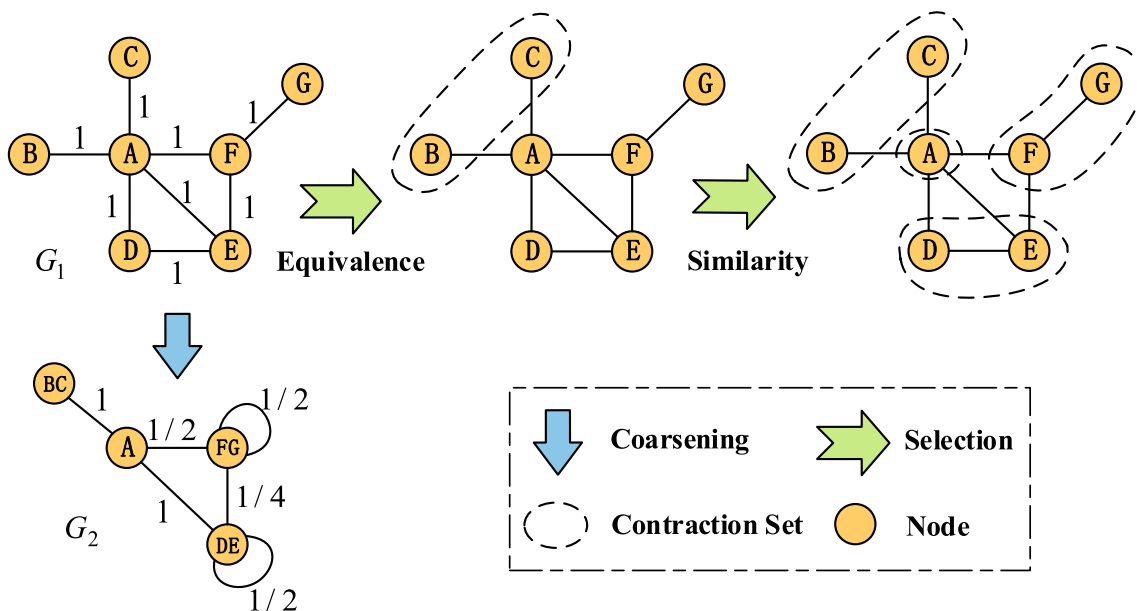 C
G
1
1
B
1
A
1
F
1
1
1
D
1
E
G1
C
G
B
A
F
D
E
Equivalence
C
G
B
A
F
D
E
Similarity
BC
1
A
1/2
FG
1/2
1
1/4
G2
DE
1/2
Coarsening
Selection
Contraction Set
Node